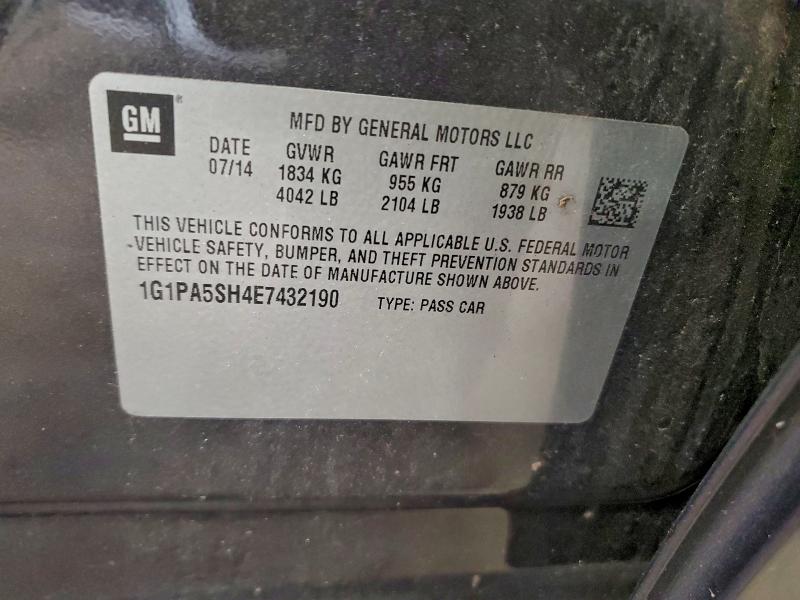 GM
MFD BY GENERAL MOTORS LLC
DATE GVWR GAWR FRT GAWR RR
07/14 1834 KG 955 KG 879 KG
4042 LB 2104 LB 1938 LB
THIS VEHICLE CONFORMS TO ALL APPLICABLE U.S. FEDERAL MOTOR
VEHICLE SAFETY, BUMPER, AND THEFT PREVENTION STANDARDS IN
EFFECT ON THE DATE OF MANUFACTURE SHOWN ABOVE.
1G1PA5SH4E7432190 TYPE: PASS CAR